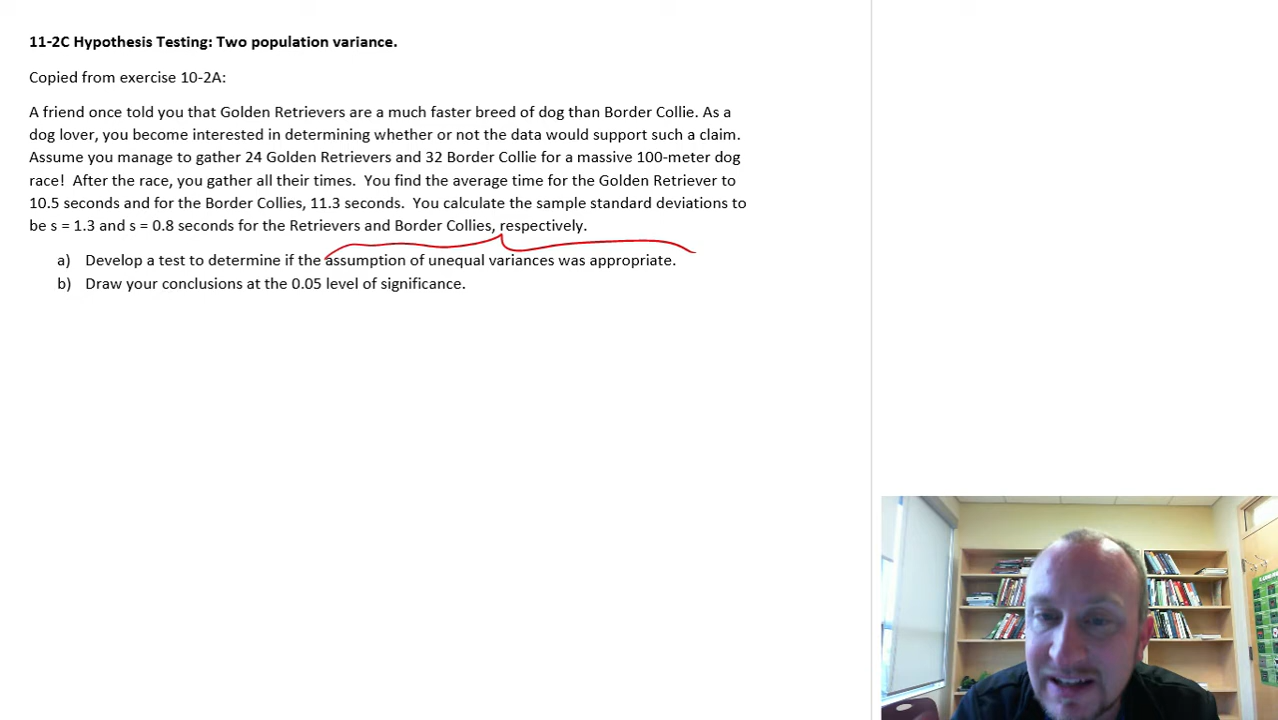 11-2C Hypothesis Testing: Two population variance.
Copied from exercise 10-2A:
A friend once told you that Golden Retrievers are a much faster breed of dog than Border Collie. As a
dog lover, you become interested in determining whether or not the data would support such a claim.
Assume you manage to gather 24 Golden Retrievers and 32 Border Collie for a massive 100-meter dog
race!  After the race, you gather all their times.  You find the average time for the Golden Retriever to
10.5 seconds and for the Border Collies, 11.3 seconds.  You calculate the sample standard deviations to
be s = 1.3 and s = 0.8 seconds for the Retrievers and Border Collies, respectively.
a) Develop a test to determine if the assumption of unequal variances was appropriate.
b) Draw your conclusions at the 0.05 level of significance.